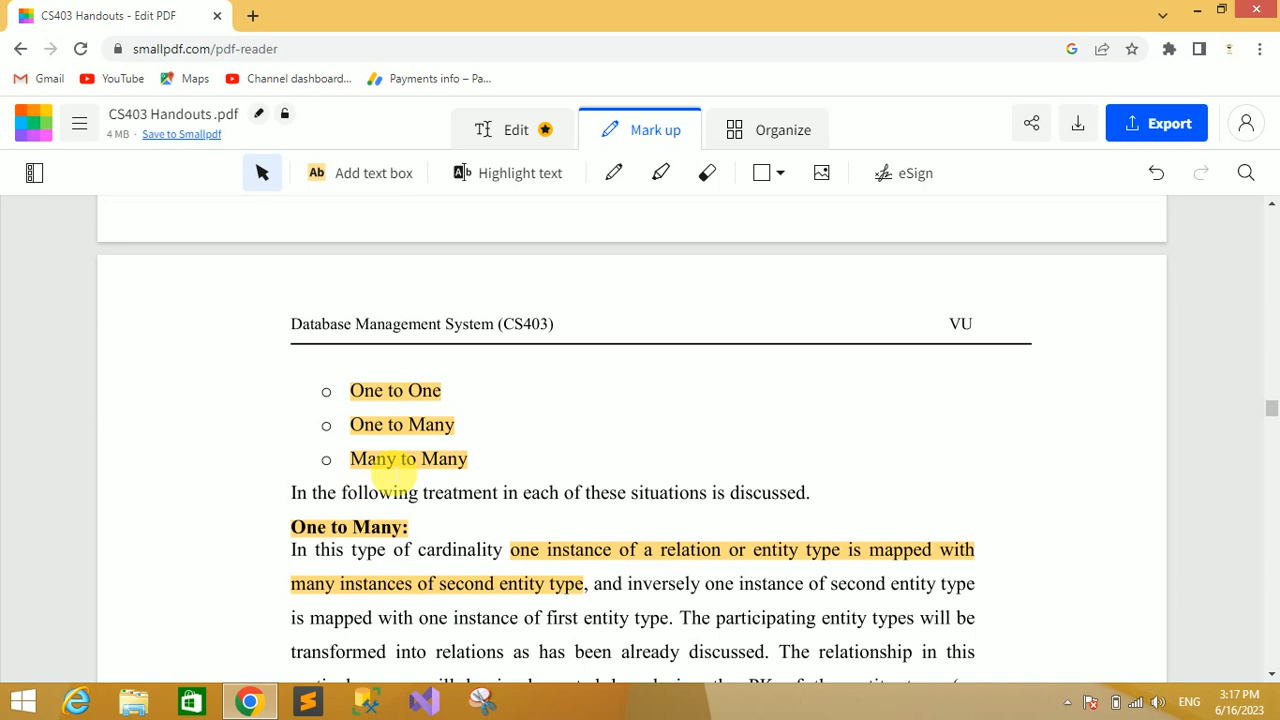 CS403 Handouts - Edit PDF
smallpdf.com/pdf-reader
Gmail YouTube Maps Channel dashboard... Payments info – Pa...
CS403 Handouts .pdf
4 MB · Save to Smallpdf
Edit Mark up Organize Export
Ab Add text box Highlight text eSign
Database Management System (CS403) VU
o One to One
o One to Many
o Many to Many
In the following treatment in each of these situations is discussed.
One to Many:
In this type of cardinality one instance of a relation or entity type is mapped with
many instances of second entity type, and inversely one instance of second entity type
is mapped with one instance of first entity type. The participating entity types will be
transformed into relations as has been already discussed. The relationship in this
ENG
3:17 PM
6/16/2023